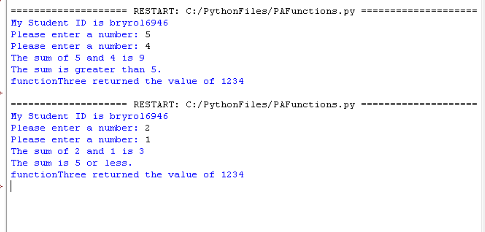 ==================== RESTART: C:/PythonFiles/PAFunctions.py ====================
My Student ID is bryrol6946
Please enter a number: 5
Please enter a number: 4
The sum of 5 and 4 is 9
The sum is greater than 5.
functionThree returned the value of 1234
==================== RESTART: C:/PythonFiles/PAFunctions.py ====================
My Student ID is bryrol6946
Please enter a number: 2
Please enter a number: 1
The sum of 2 and 1 is 3
The sum is 5 or less.
functionThree returned the value of 1234